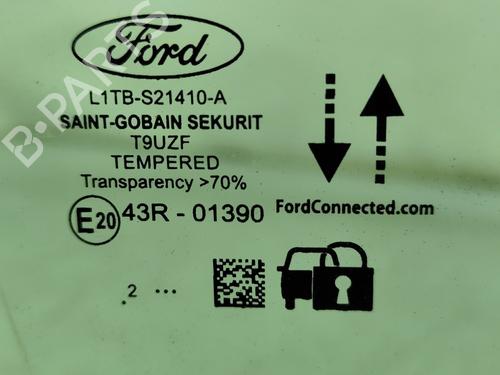 Ford
L1TB-S21410-A
SAINT-GOBAIN SEKURIT
T9UZF
TEMPERED
Transparency >70%
E20 43R - 01390
FordConnected.com
.2 ...
B-PARTS